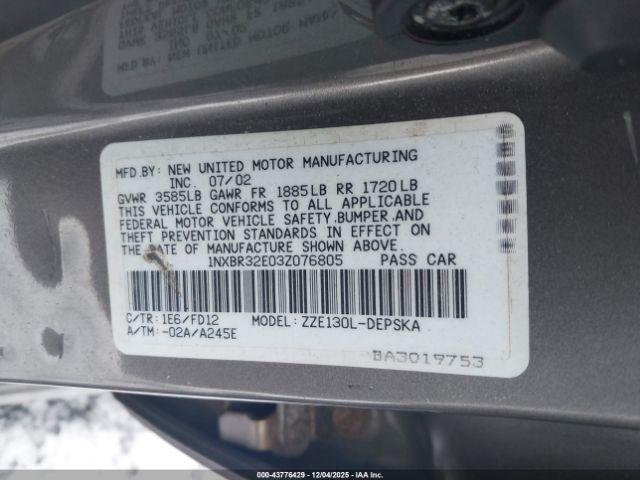 MFD.BY: NEW UNITED MOTOR MANUFACTURING
INC. 07/02
GVWR 3585LB GAWR FR 1885LB RR 1720LB
THIS VEHICLE CONFORMS TO ALL APPLICABLE
FEDERAL MOTOR VEHICLE SAFETY,BUMPER,AND
THEFT PREVENTION STANDARDS IN EFFECT ON
THE DATE OF MANUFACTURE SHOWN ABOVE.
1NXBR32E03Z076805 PASS CAR
C/TR: 1E6/FD12 MODEL: ZZE130L-DEPSKA
A/TM: -02A/A245E
BA3019753
000-43776429 - 12/04/2025 - IAA Inc.